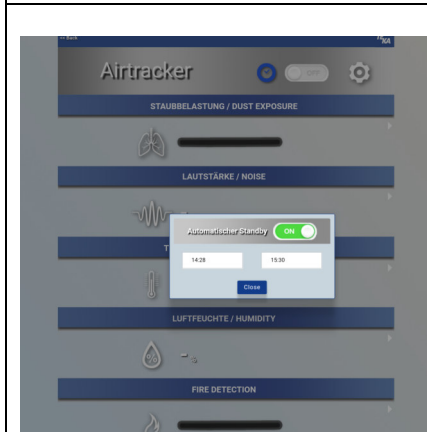 << Back
Airtracker OFF
STAUBBELASTUNG / DUST EXPOSURE
LAUTSTÄRKE / NOISE
Automatischer Standby ON
14:28 15:30
Close
LUFTFEUCHTE / HUMIDITY
%
FIRE DETECTION